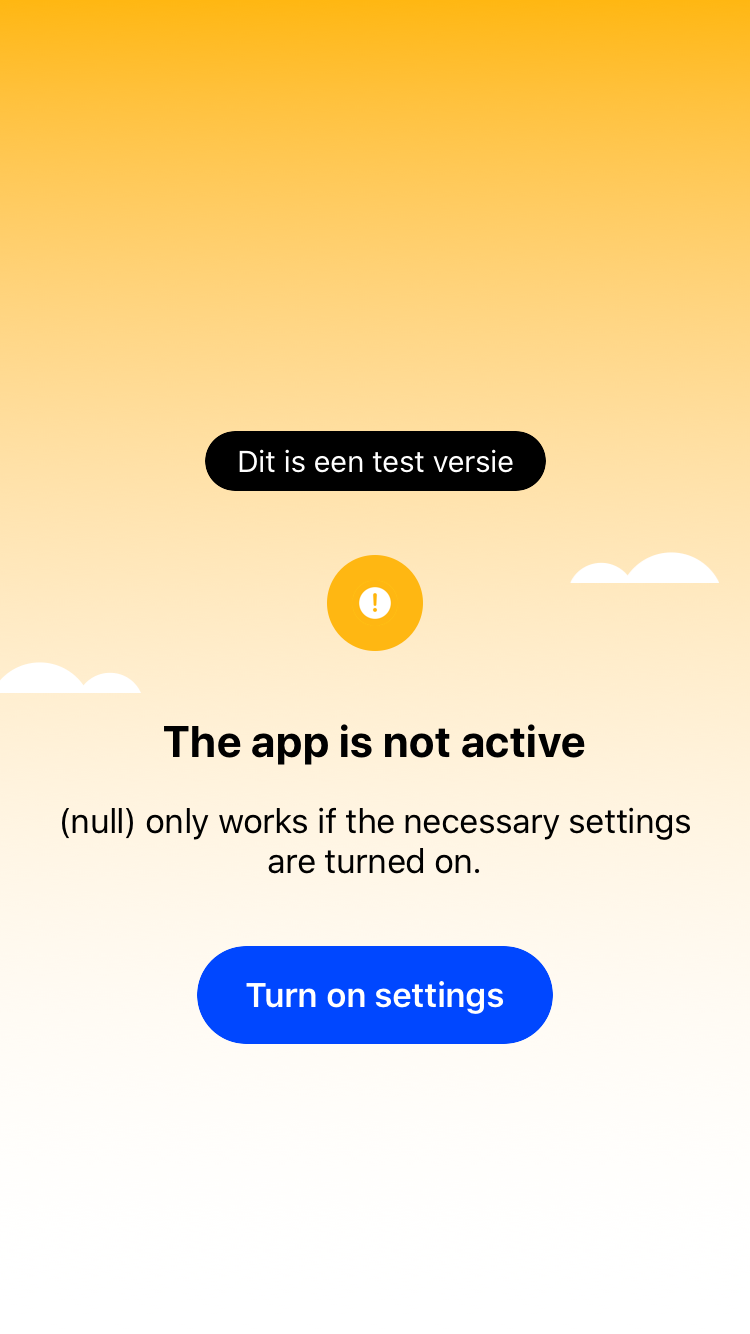 Dit is een test versie
The app is not active
(null) only works if the necessary settings
are turned on.
Turn on settings